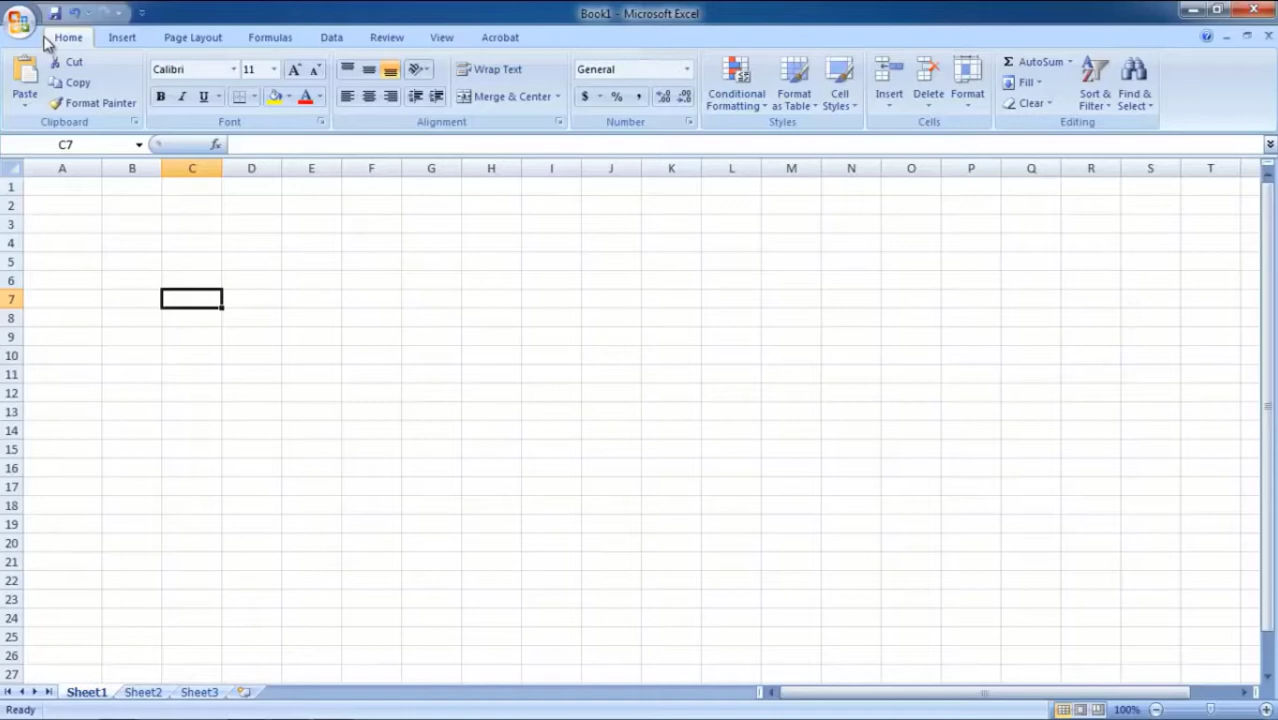 Book1 - Microsoft Excel
Home Insert Page Layout Formulas Data Review View Acrobat
Paste Cut Copy Format Painter Clipboard
Calibri 11 B I U Font
Wrap Text Merge & Center Alignment
General $ % , Number
Conditional Formatting Format as Table Cell Styles Styles
Insert Delete Format Cells
AutoSum Fill Clear Sort & Filter Find & Select Editing
C7 fx
A B C D E F G H I J K L M N O P Q R S T
1
2
3
4
5
6
7
8
9
10
11
12
13
14
15
16
17
18
19
20
21
22
23
24
25
26
27
Sheet1 Sheet2 Sheet3
Ready 100%